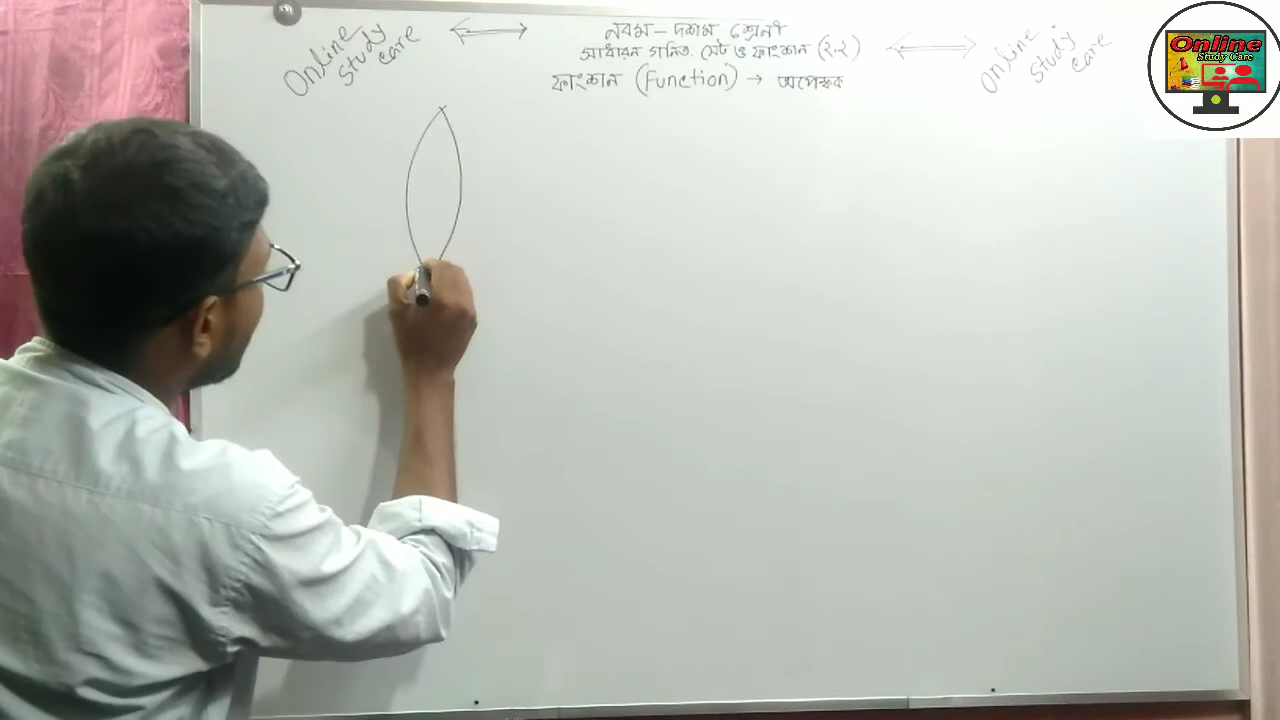 Online
Study
care
নবম – দশম শ্রেনী
সাধারন গনিত. সেট ও ফাংশান (২.২)
ফাংশান (Function) → অপেক্ষক
Online
Study
care
Online
Study Care